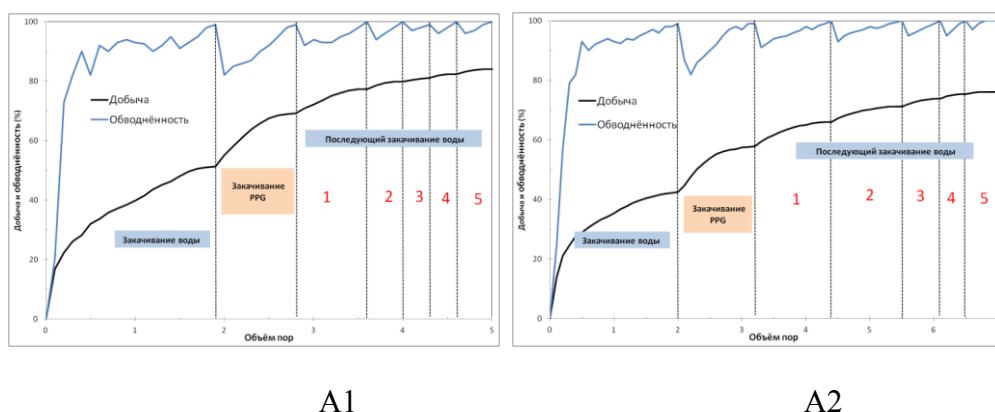 100
80
60
40
20
0
Добыча и обводнённость (%)
Добыча
Обводнённость
Последующий закачивание воды
Закачивание
PPG
Закачивание воды
1
2
3
4
5
0
1
2
3
4
5
Объём пор
A1
100
80
60
40
20
0
Добыча и обводнённость (%)
Добыча
Обводнённость
Последующий закачивание воды
Закачивание
PPG
Закачивание воды
1
2
3
4
5
0
1
2
3
4
5
6
Объём пор
A2